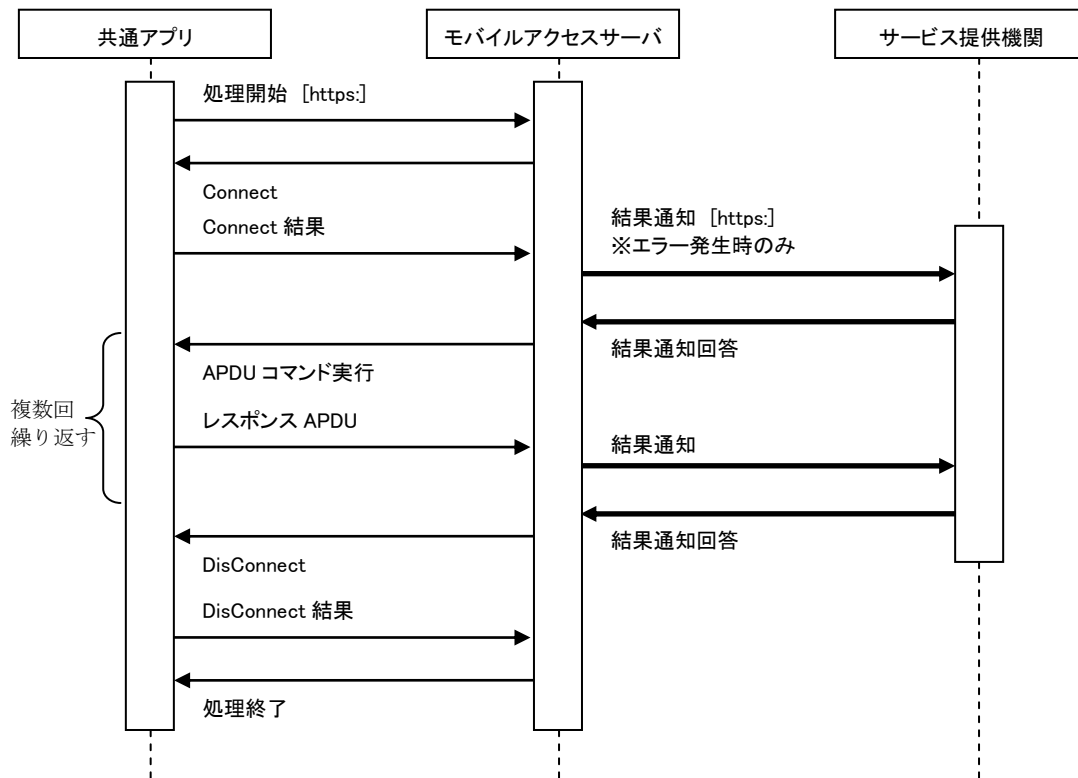 共通アプリ
モバイルアクセスサーバ
サービス提供機関
処理開始 [https:]
Connect
Connect 結果
結果通知 [https:]
※エラー発生時のみ
結果通知回答
APDU コマンド実行
複数回
繰り返す
レスポンス APDU
結果通知
結果通知回答
DisConnect
DisConnect 結果
処理終了